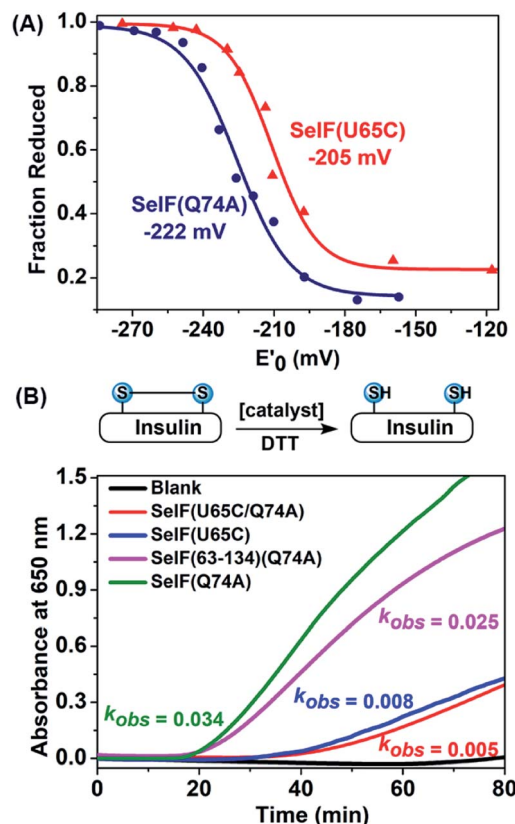 (A)
1.0
0.8
0.6
0.4
0.2
Fraction Reduced
SelF(U65C)
-205 mV
SelF(Q74A)
-222 mV
-270 -240 -210 -180 -150 -120
E'0 (mV)
(B)
S S
Insulin
[catalyst]
DTT
SH SH
Insulin
1.5
1.2
0.9
0.6
0.3
0.0
Absorbance at 650 nm
Blank
SelF(U65C/Q74A)
SelF(U65C)
SelF(63-134)(Q74A)
SelF(Q74A)
kobs = 0.025
kobs = 0.034
kobs = 0.008
kobs = 0.005
0 20 40 60 80
Time (min)